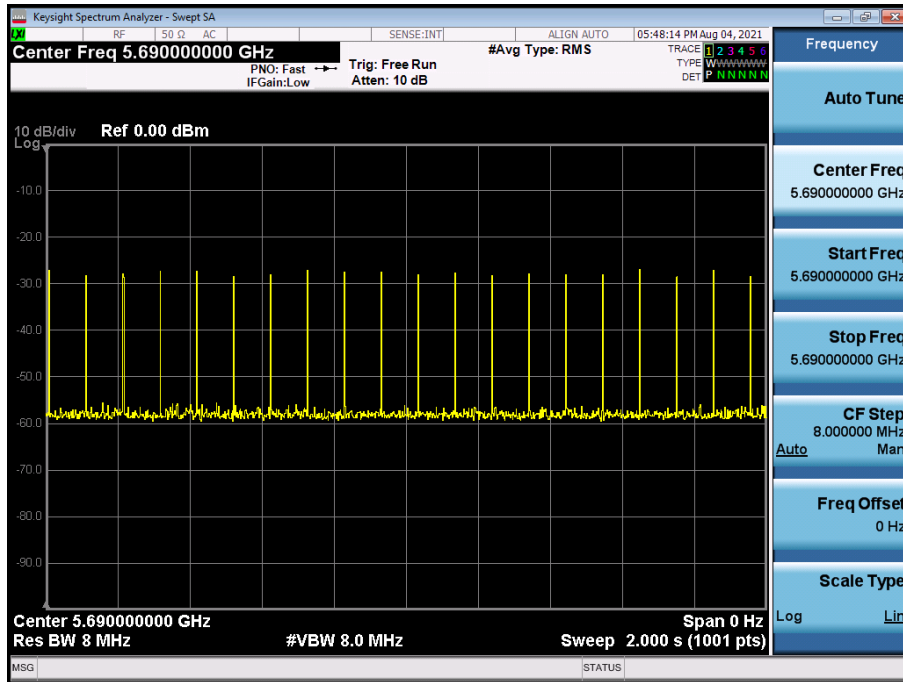 Keysight Spectrum Analyzer - Swept SA
LXI RF 50 Ω AC SENSE:INT ALIGN AUTO 05:48:14 PM Aug 04, 2021
Center Freq 5.690000000 GHz
PNO: Fast
IFGain:Low
Trig: Free Run
Atten: 10 dB
#Avg Type: RMS
TRACE 1 2 3 4 5 6
TYPE WWWWWW
DET P N N N N N
10 dB/div
Log
Ref 0.00 dBm
-10.0
-20.0
-30.0
-40.0
-50.0
-60.0
-70.0
-80.0
-90.0
Center 5.690000000 GHz
Span 0 Hz
Res BW 8 MHz
#VBW 8.0 MHz
Sweep 2.000 s (1001 pts)
MSG
STATUS
Frequency
Auto Tune
Center Freq
5.690000000 GHz
Start Freq
5.690000000 GHz
Stop Freq
5.690000000 GHz
CF Step
8.000000 MHz
Auto Man
Freq Offset
0 Hz
Scale Type
Log Lin